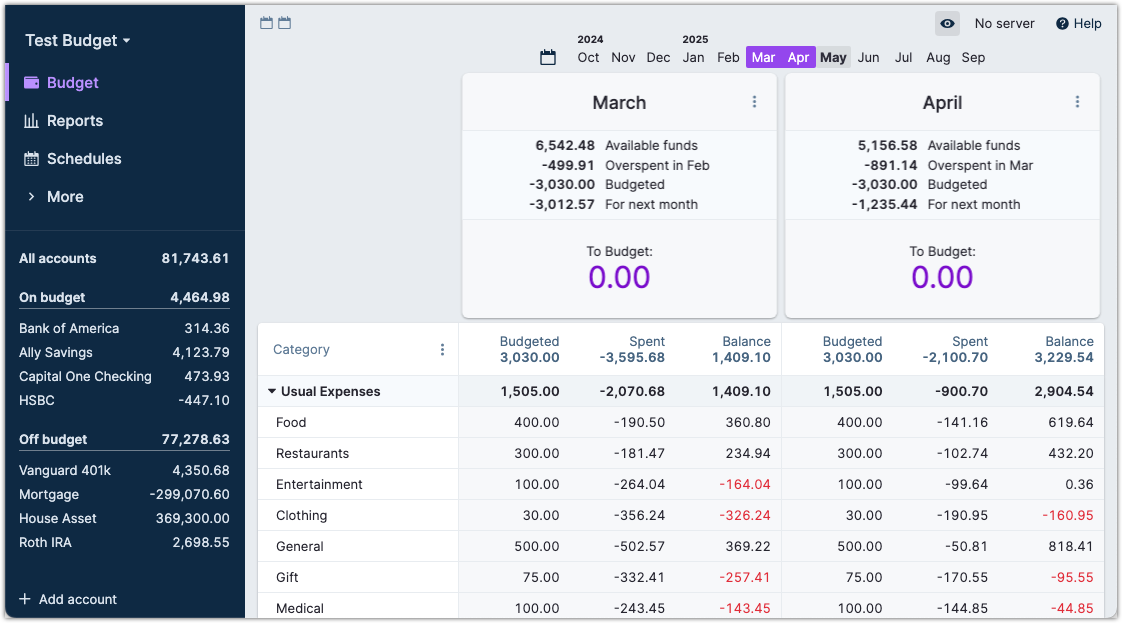 Test Budget
Budget
Reports
Schedules
More
All accounts 81,743.61
On budget 4,464.98
Bank of America 314.36
Ally Savings 4,123.79
Capital One Checking 473.93
HSBC -447.10
Off budget 77,278.63
Vanguard 401k 4,350.68
Mortgage -299,070.60
House Asset 369,300.00
Roth IRA 2,698.55
+ Add account
No server Help
2024 2025
Oct Nov Dec Jan Feb Mar Apr May Jun Jul Aug Sep
March
6,542.48 Available funds
-499.91 Overspent in Feb
-3,030.00 Budgeted
-3,012.57 For next month
To Budget:
0.00
April
5,156.58 Available funds
-891.14 Overspent in Mar
-3,030.00 Budgeted
-1,235.44 For next month
To Budget:
0.00
Category Budgeted Spent Balance Budgeted Spent Balance
3,030.00 -3,595.68 1,409.10 3,030.00 -2,100.70 3,229.54
Usual Expenses 1,505.00 -2,070.68 1,409.10 1,505.00 -900.70 2,904.54
Food 400.00 -190.50 360.80 400.00 -141.16 619.64
Restaurants 300.00 -181.47 234.94 300.00 -102.74 432.20
Entertainment 100.00 -264.04 -164.04 100.00 -99.64 0.36
Clothing 30.00 -356.24 -326.24 30.00 -190.95 -160.95
General 500.00 -502.57 369.22 500.00 -50.81 818.41
Gift 75.00 -332.41 -257.41 75.00 -170.55 -95.55
Medical 100.00 -243.45 -143.45 100.00 -144.85 -44.85